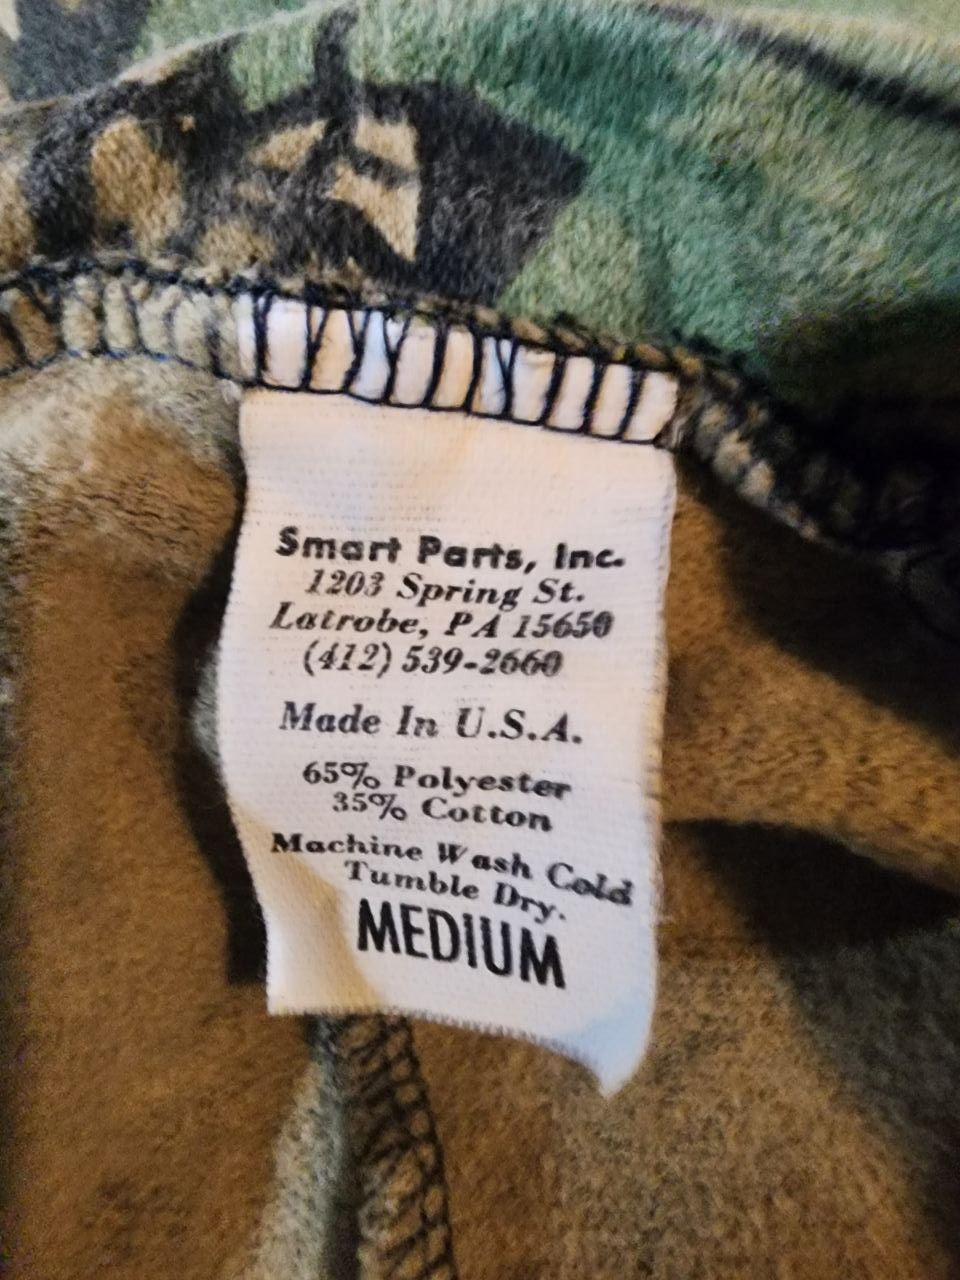 Smart Parts, Inc.
1203 Spring St.
Latrobe, PA 15650
(412) 539-2660
Made In U.S.A.
65% Polyester
35% Cotton
Machine Wash Cold
Tumble Dry.
MEDIUM